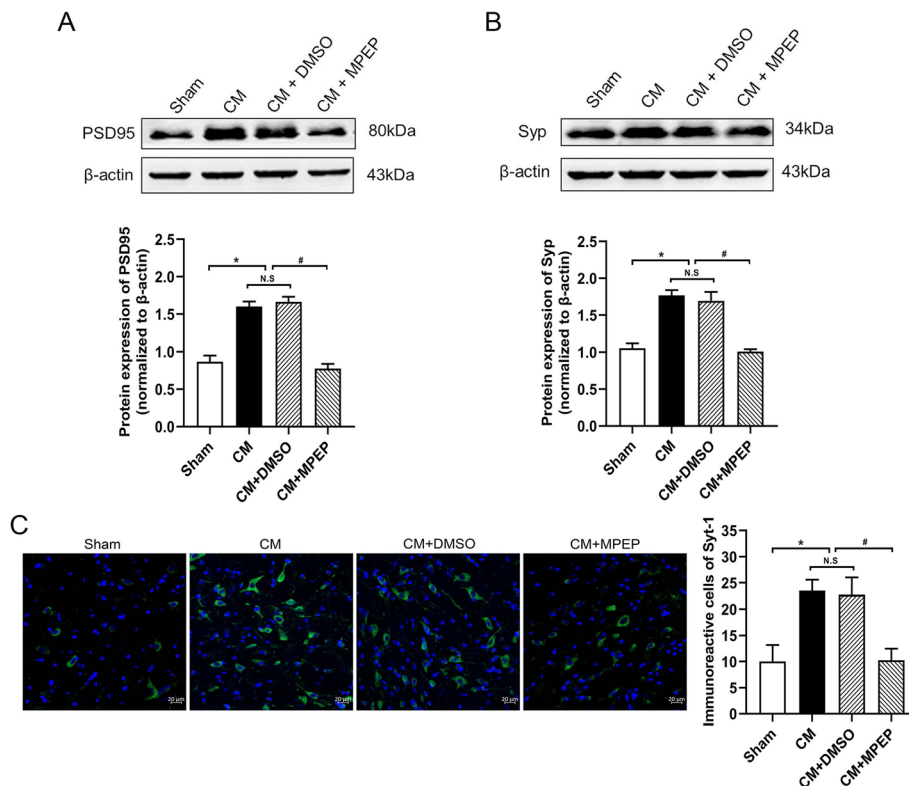 A
Sham
CM
CM + DMSO
CM + MPEP
PSD95
80kDa
β-actin
43kDa
Protein expression of PSD95
(normalized to β-actin)
2.5
2.0
1.5
1.0
0.5
0.0
*
#
N.S
Sham
CM
CM+DMSO
CM+MPEP
B
Sham
CM
CM + DMSO
CM + MPEP
Syp
34kDa
β-actin
43kDa
Protein expression of Syp
(normalized to β-actin)
2.5
2.0
1.5
1.0
0.5
0.0
*
#
N.S
Sham
CM
CM+DMSO
CM+MPEP
C
Sham
CM
CM+DMSO
CM+MPEP
20 μm
20 μm
20 μm
20 μm
Immunoreactive cells of Syt-1
35
30
25
20
15
10
5
0
*
#
N.S
Sham
CM
CM+DMSO
CM+MPEP